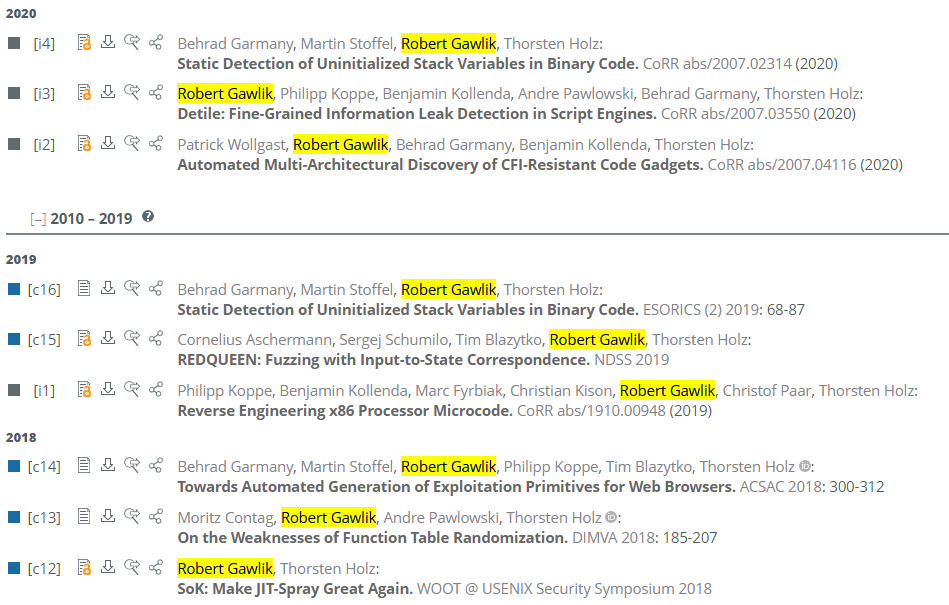 2020
[i4] Behrad Garmany, Martin Stoffel, Robert Gawlik, Thorsten Holz:
Static Detection of Uninitialized Stack Variables in Binary Code. CoRR abs/2007.02314 (2020)
[i3] Robert Gawlik, Philipp Koppe, Benjamin Kollenda, Andre Pawlowski, Behrad Garmany, Thorsten Holz:
Detile: Fine-Grained Information Leak Detection in Script Engines. CoRR abs/2007.03550 (2020)
[i2] Patrick Wollgast, Robert Gawlik, Behrad Garmany, Benjamin Kollenda, Thorsten Holz:
Automated Multi-Architectural Discovery of CFI-Resistant Code Gadgets. CoRR abs/2007.04116 (2020)
[–] 2010 – 2019 ?
2019
[c16] Behrad Garmany, Martin Stoffel, Robert Gawlik, Thorsten Holz:
Static Detection of Uninitialized Stack Variables in Binary Code. ESORICS (2) 2019: 68-87
[c15] Cornelius Aschermann, Sergej Schumilo, Tim Blazytko, Robert Gawlik, Thorsten Holz:
REDQUEEN: Fuzzing with Input-to-State Correspondence. NDSS 2019
[i1] Philipp Koppe, Benjamin Kollenda, Marc Fyrbiak, Christian Kison, Robert Gawlik, Christof Paar, Thorsten Holz:
Reverse Engineering x86 Processor Microcode. CoRR abs/1910.00948 (2019)
2018
[c14] Behrad Garmany, Martin Stoffel, Robert Gawlik, Philipp Koppe, Tim Blazytko, Thorsten Holz iD:
Towards Automated Generation of Exploitation Primitives for Web Browsers. ACSAC 2018: 300-312
[c13] Moritz Contag, Robert Gawlik, Andre Pawlowski, Thorsten Holz iD:
On the Weaknesses of Function Table Randomization. DIMVA 2018: 185-207
[c12] Robert Gawlik, Thorsten Holz:
SoK: Make JIT-Spray Great Again. WOOT @ USENIX Security Symposium 2018